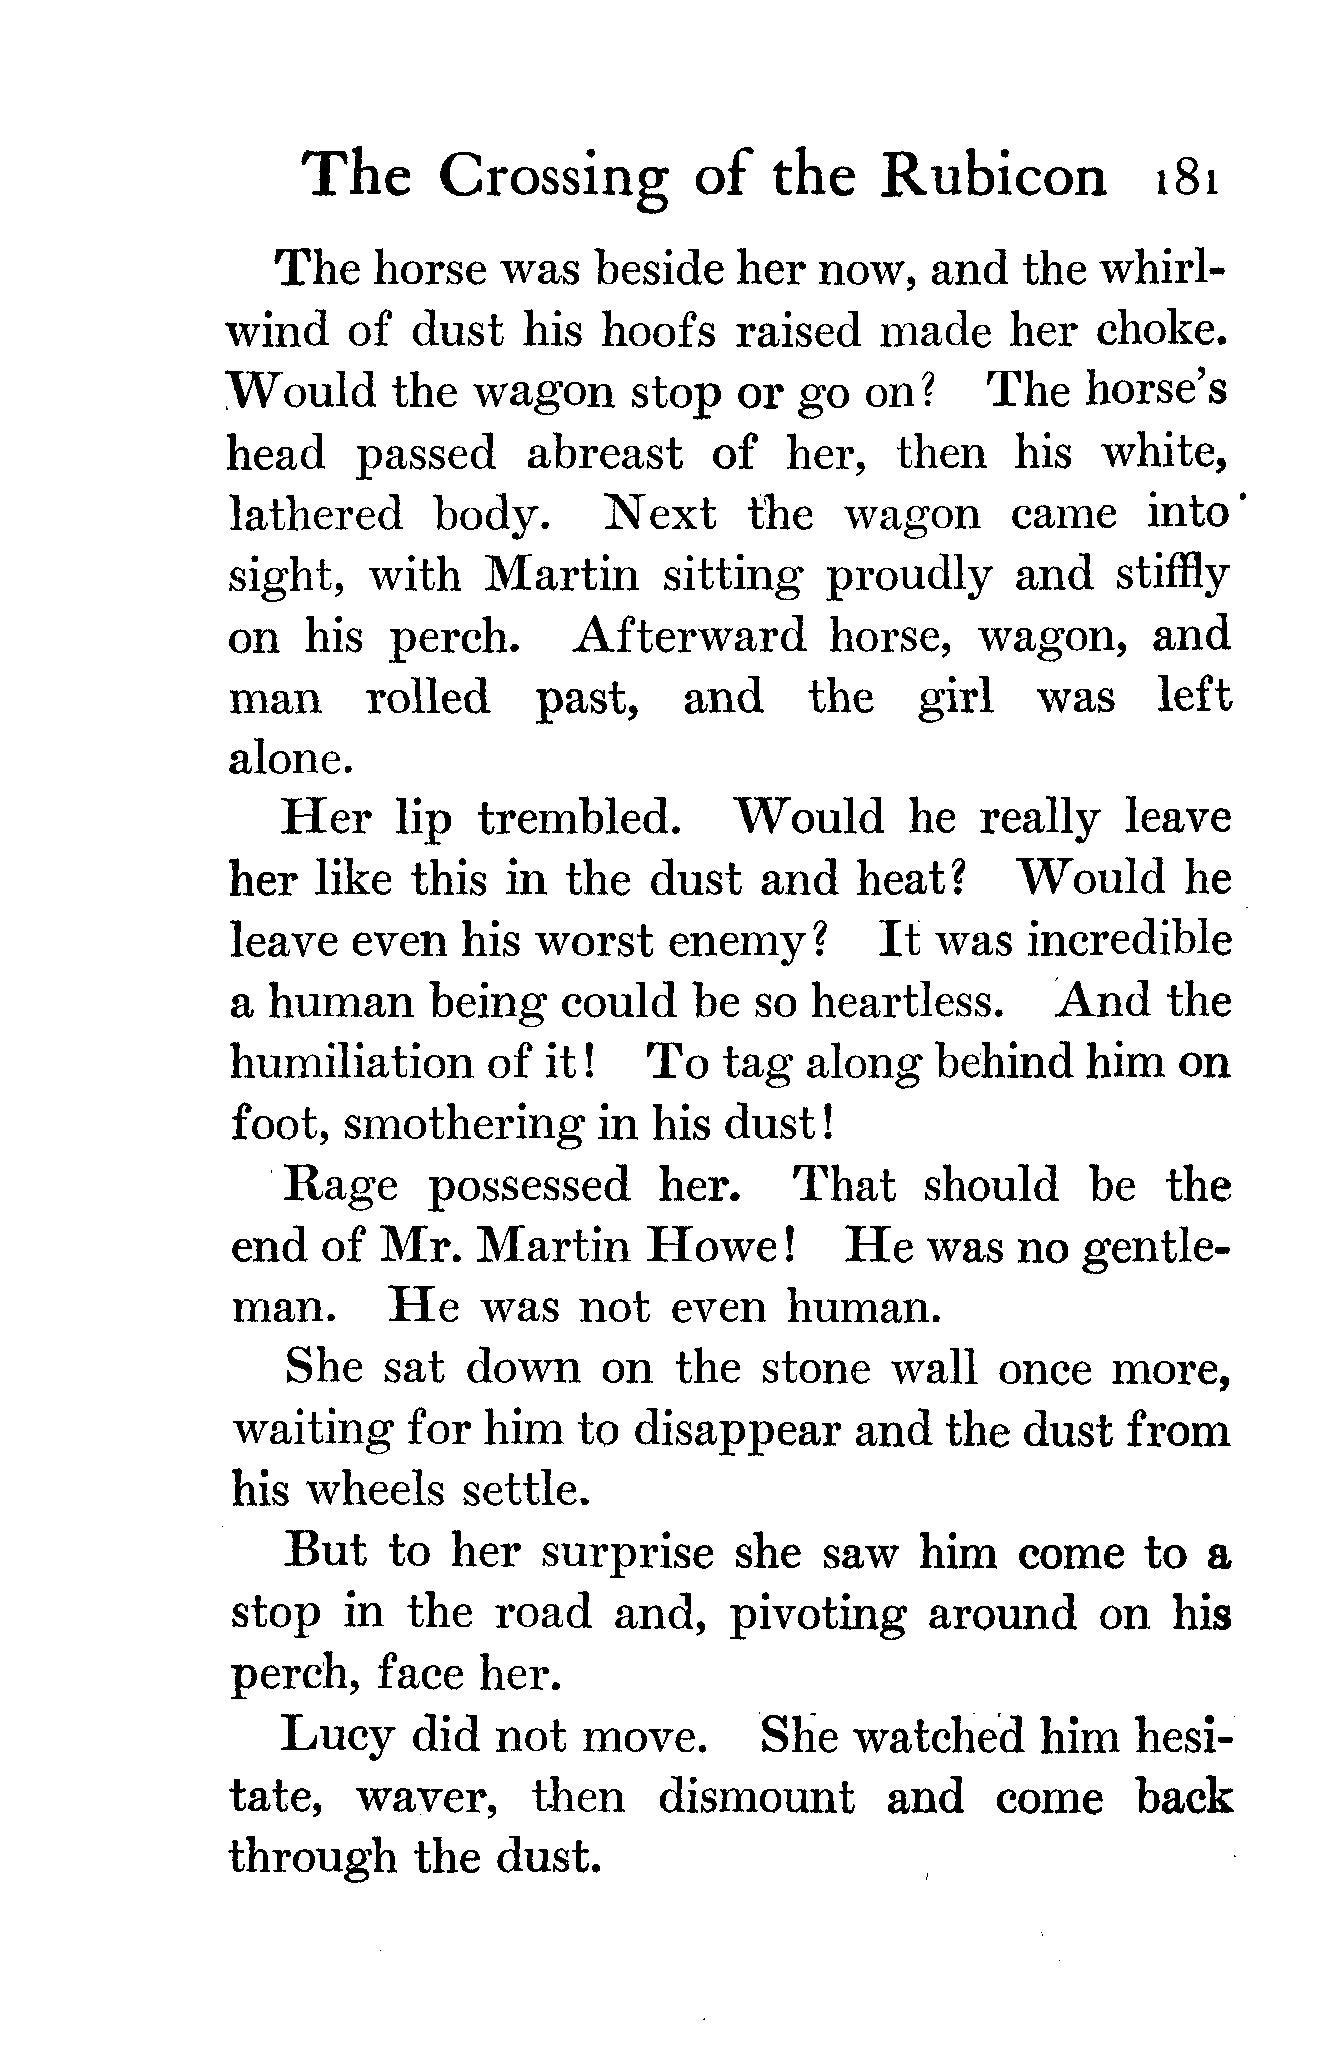 The Crossing of the Rubicon 181
The horse was beside her now, and the whirl-
wind of dust his hoofs raised made her choke.
Would the wagon stop or go on? The horse's
head passed abreast of her, then his white,
lathered body. Next the wagon came into
sight, with Martin sitting proudly and stiffly
on his perch. Afterward horse, wagon, and
man rolled past, and the girl was left
alone.
Her lip trembled. Would he really leave
her like this in the dust and heat? Would he
leave even his worst enemy? It was incredible
a human being could be so heartless. And the
humiliation of it! To tag along behind him on
foot, smothering in his dust!
Rage possessed her. That should be the
end of Mr. Martin Howe! He was no gentle-
man. He was not even human.
She sat down on the stone wall once more,
waiting for him to disappear and the dust from
his wheels settle.
But to her surprise she saw him come to a
stop in the road and, pivoting around on his
perch, face her.
Lucy did not move. She watched him hesi-
tate, waver, then dismount and come back
through the dust.